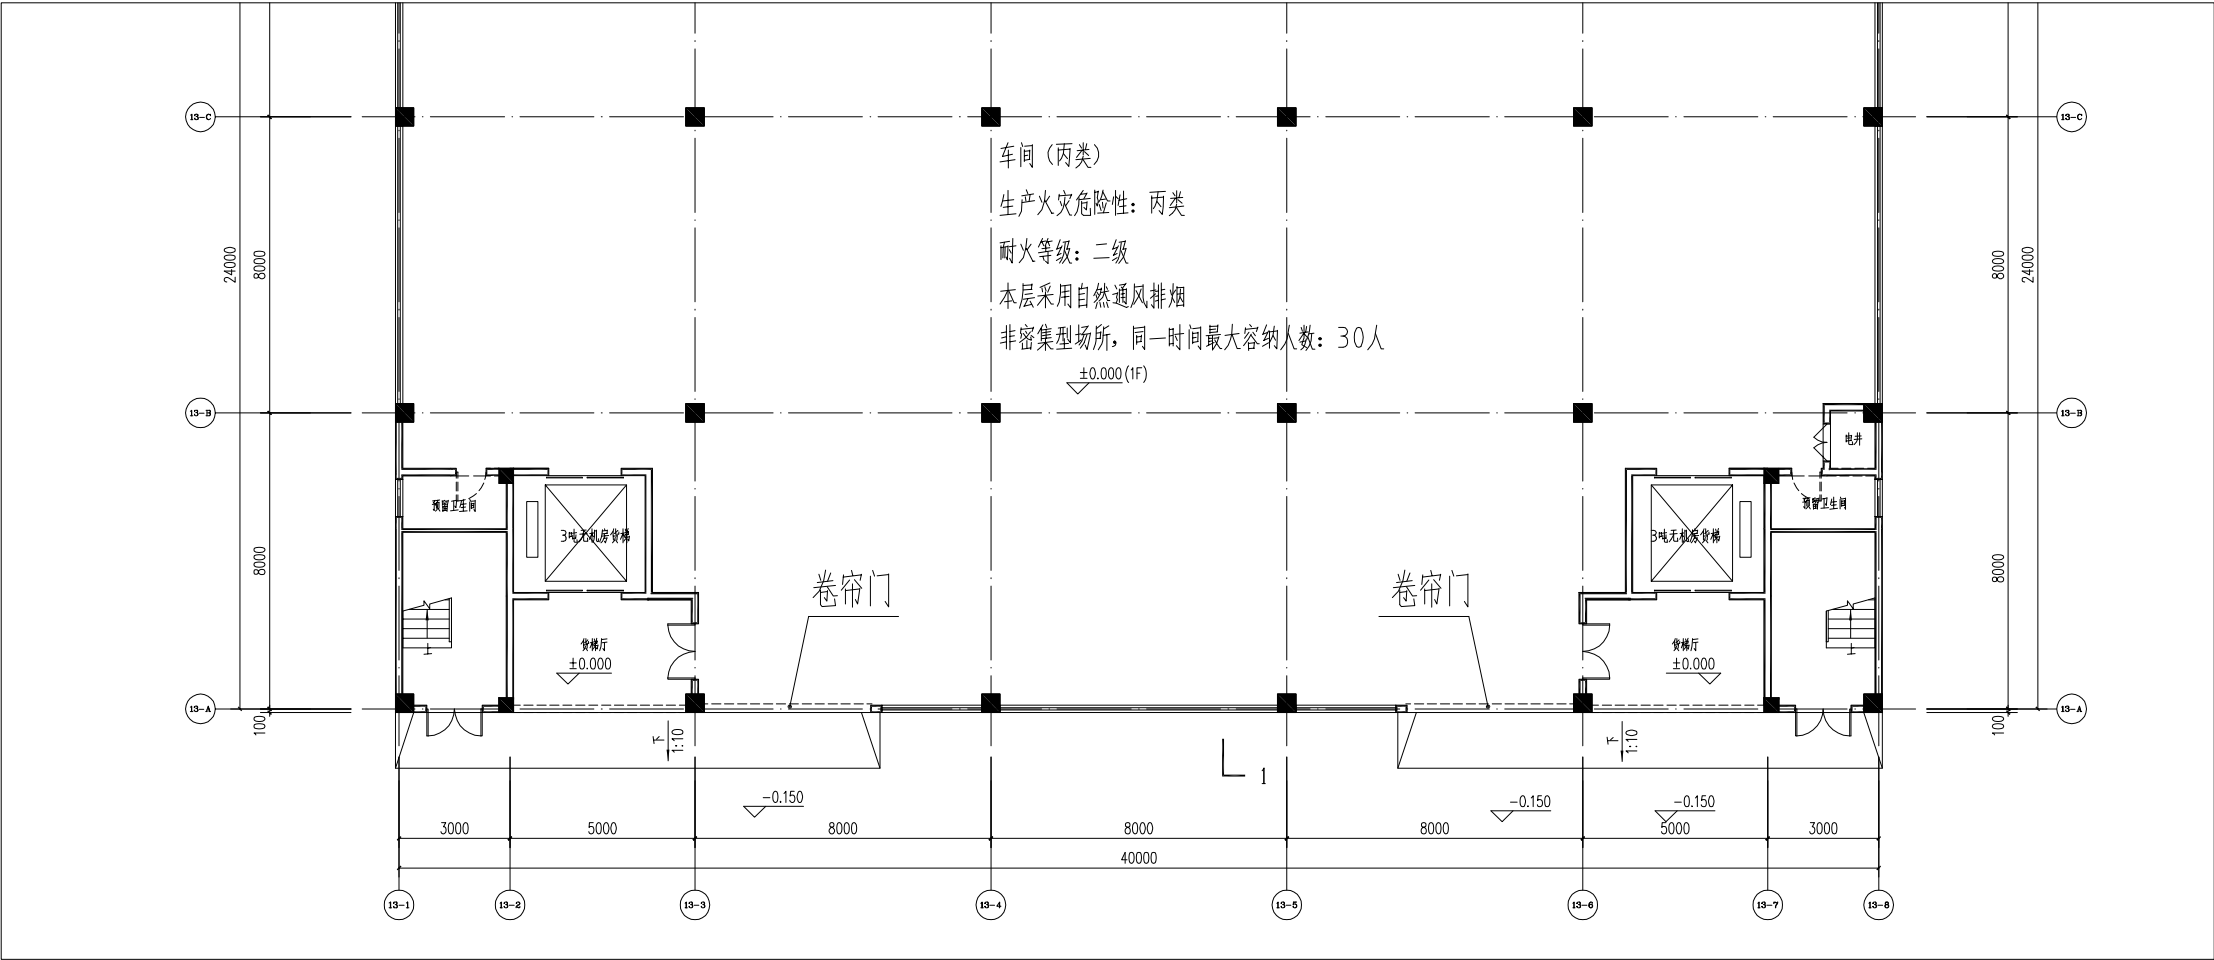 13-C
13-C
车间（丙类）
生产火灾危险性：丙类
耐火等级：二级
本层采用自然通风排烟
非密集型场所，同一时间最大容纳人数：30人
±0.000(1F)
24000
8000
8000
24000
13-B
13-B
电井
预留卫生间
预留卫生间
3吨无机房货梯
3吨无机房货梯
8000
8000
卷帘门
卷帘门
上
上
货梯厅
±0.000
货梯厅
±0.000
13-A
13-A
100
100
下
1:10
下
1:10
1
-0.150
-0.150
-0.150
3000
5000
8000
8000
8000
5000
3000
40000
13-1
13-2
13-3
13-4
13-5
13-6
13-7
13-8